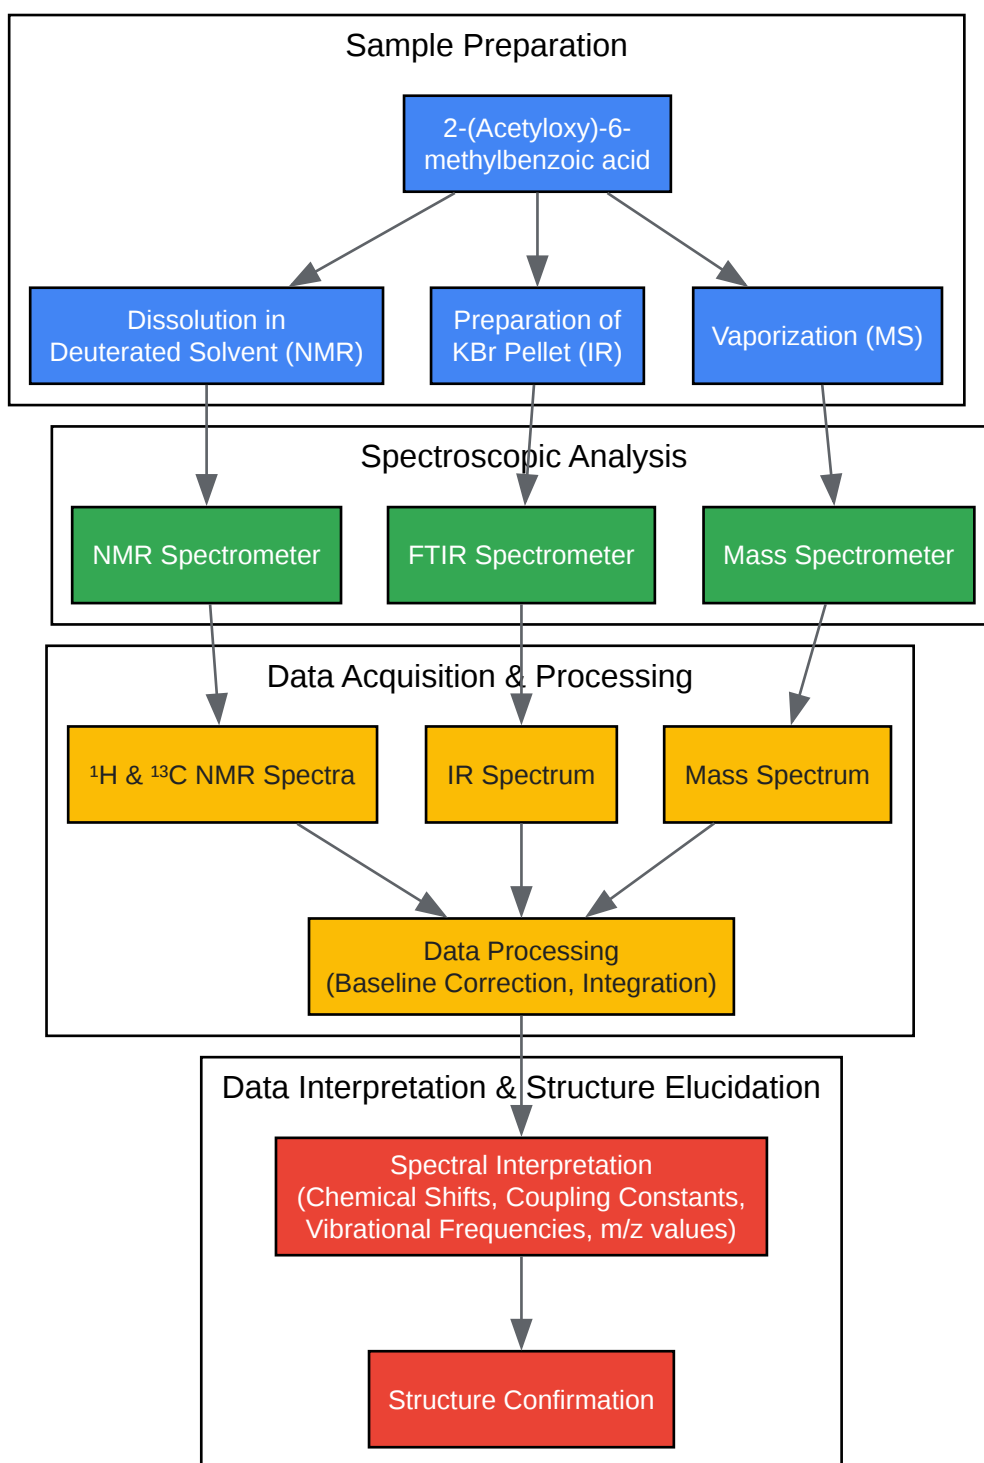 Sample Preparation
2-(Acetyloxy)-6-
methylbenzoic acid
Dissolution in
Deuterated Solvent (NMR)
Preparation of
KBr Pellet (IR)
Vaporization (MS)
Spectroscopic Analysis
NMR Spectrometer
FTIR Spectrometer
Mass Spectrometer
Data Acquisition & Processing
¹H & ¹³C NMR Spectra
IR Spectrum
Mass Spectrum
Data Processing
(Baseline Correction, Integration)
Data Interpretation & Structure Elucidation
Spectral Interpretation
(Chemical Shifts, Coupling Constants,
Vibrational Frequencies, m/z values)
Structure Confirmation